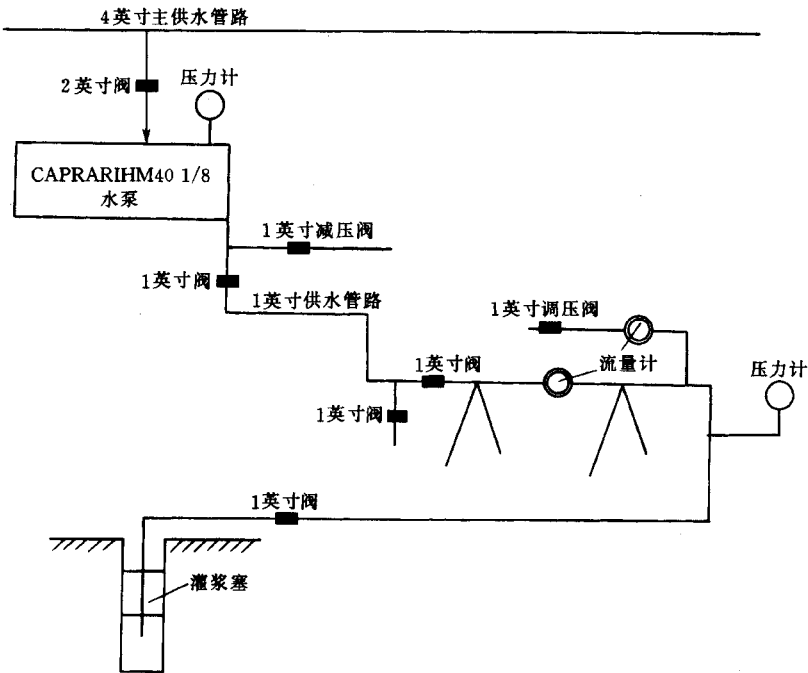 4英寸主供水管路
2英寸阀
压力计
CAPRARIHM40 1/8
水泵
1英寸减压阀
1英寸阀
1英寸供水管路
1英寸调压阀
1英寸阀
流量计
压力计
1英寸阀
1英寸阀
灌浆塞